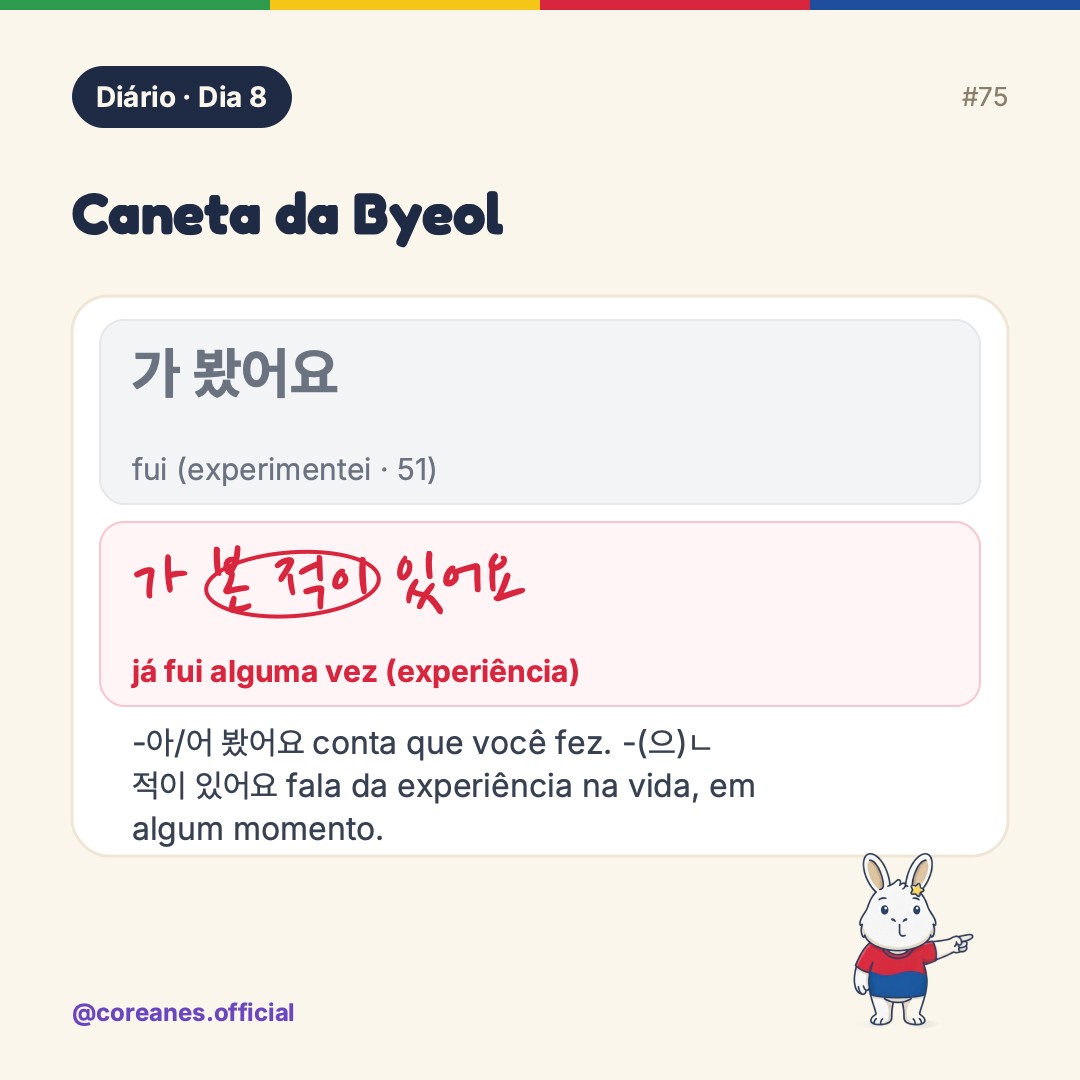 Diário · Dia 8
#75
Caneta da Byeol
가 봤어요
fui (experimentei · 51)
가 본 적이 있어요
já fui alguma vez (experiência)
-아/어 봤어요 conta que você fez. -(으)ㄴ
적이 있어요 fala da experiência na vida, em
algum momento.
@coreanes.official